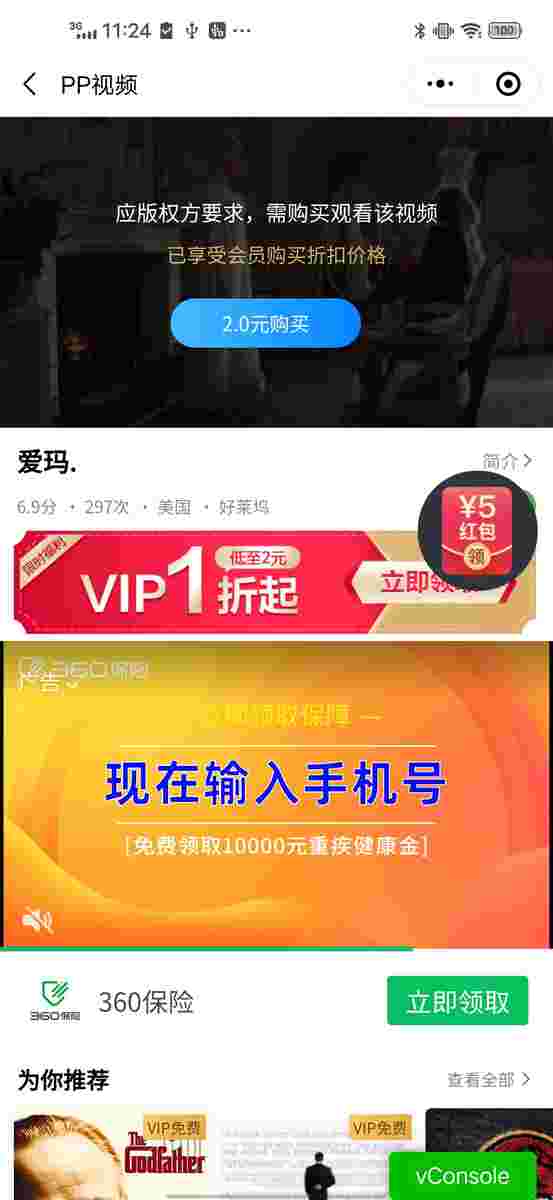 3G 11:24 ···
100
PP视频
应版权方要求，需购买观看该视频
已享受会员购买折扣价格
2.0元购买
爱玛.
简介
6.9分 · 297次 · 美国 · 好莱坞
¥5
红包
领
限时福利
VIP1折起
低至2元
立即领取
360保险
广告
立即领取保障 —
现在输入手机号
[免费领取10000元重疾健康金]
360保险
360保险
立即领取
为你推荐
查看全部
VIP免费
VIP免费
The
Godfather
vConsole